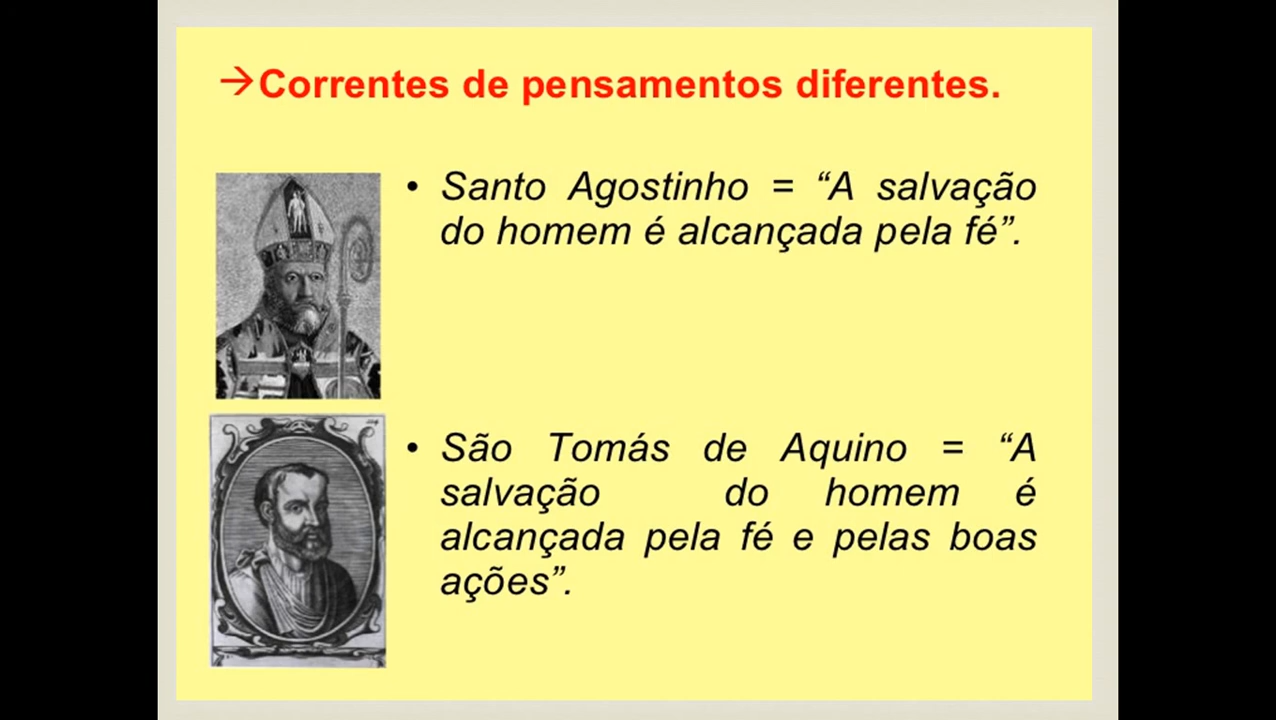 →Correntes de pensamentos diferentes.
• Santo Agostinho = “A salvação
do homem é alcançada pela fé”.
• São Tomás de Aquino = “A
salvação do homem é
alcançada pela fé e pelas boas
ações”.